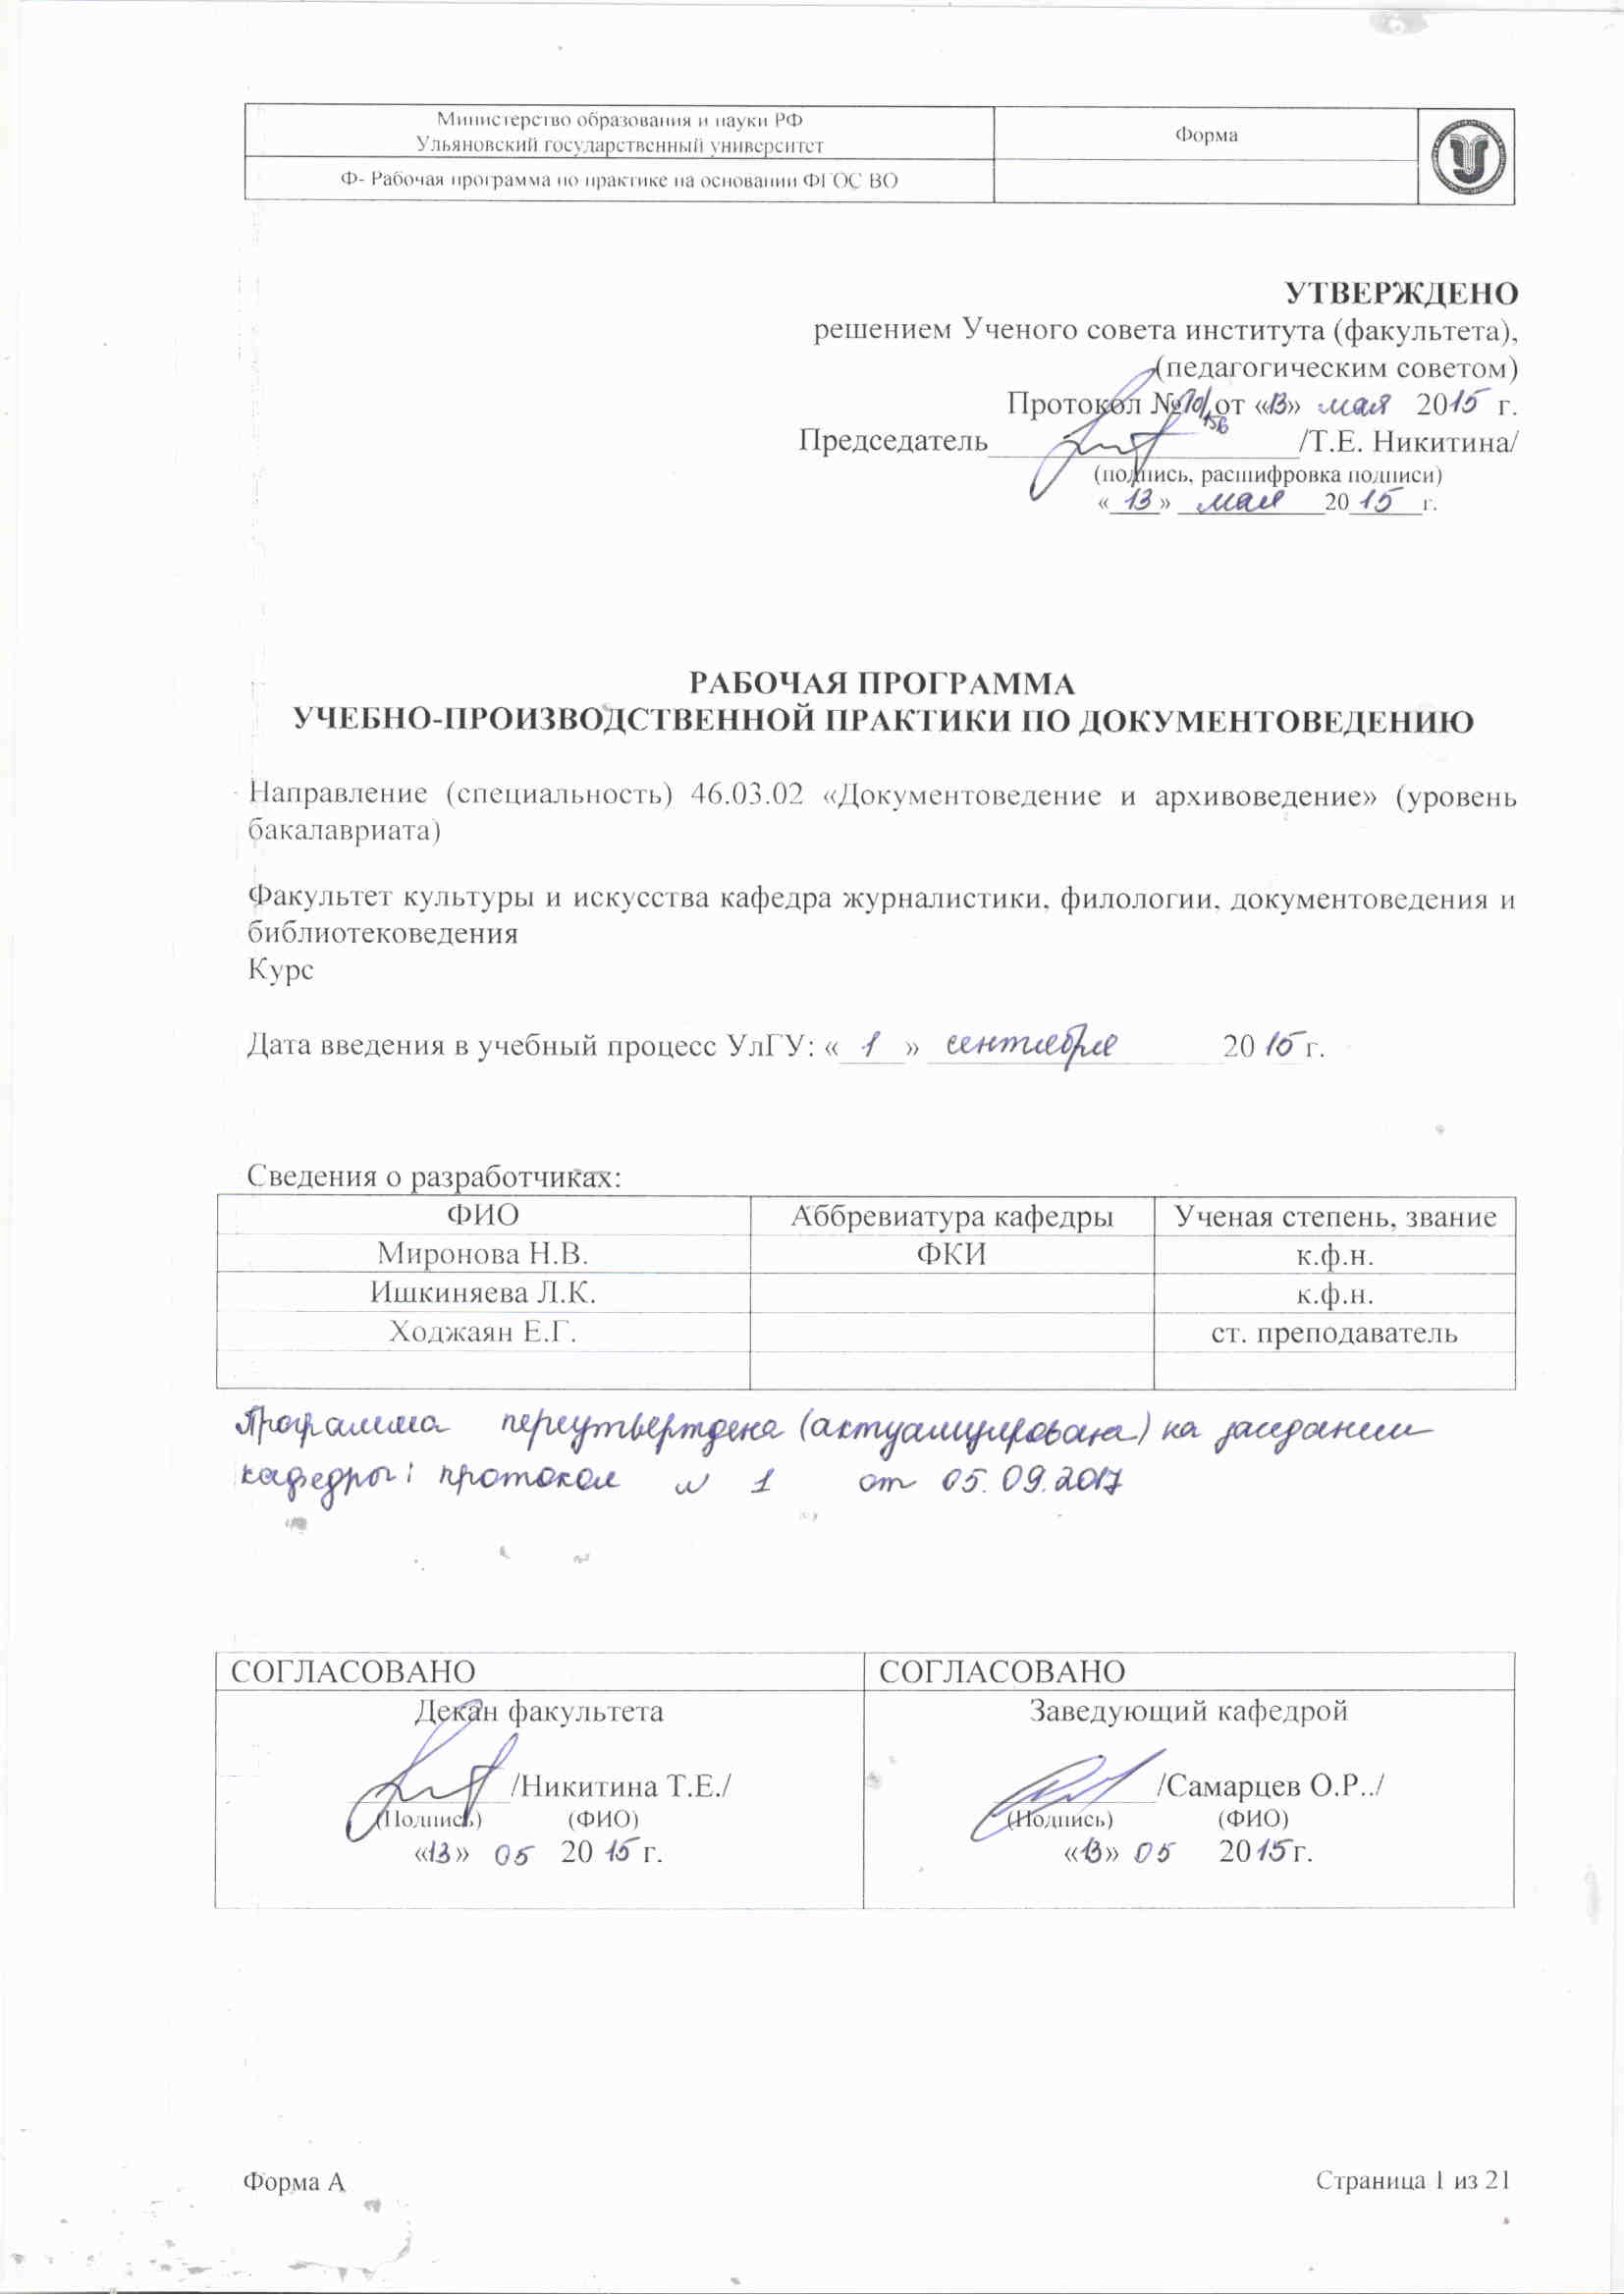 Министерство образования и науки РФ
Ульяновский государственный университет
Форма
Ф- Рабочая программа по практике на основании ФГОС ВО
УТВЕРЖДЕНО
решением Ученого совета института (факультета),
(педагогическим советом)
Протокол №10/156 от «13» мая 2015 г.
Председатель /Т.Е. Никитина/
(подпись, расшифровка подписи)
«13» мая 2015 г.
РАБОЧАЯ ПРОГРАММА
УЧЕБНО-ПРОИЗВОДСТВЕННОЙ ПРАКТИКИ ПО ДОКУМЕНТОВЕДЕНИЮ
Направление (специальность) 46.03.02 «Документоведение и архивоведение» (уровень
бакалавриата)
Факультет культуры и искусства кафедра журналистики, филологии, документоведения и
библиотековедения
Курс
Дата введения в учебный процесс УлГУ: «1» сентября 2015 г.
Сведения о разработчиках:
ФИО Аббревиатура кафедры Ученая степень, звание
Миронова Н.В. ФКИ к.ф.н.
Ишкиняева Л.К. к.ф.н.
Ходжаян Е.Г. ст. преподаватель
Программа переутверждена (актуализирована) на заседании
кафедры: протокол № 1 от 05.09.2017
СОГЛАСОВАНО СОГЛАСОВАНО
Декан факультета Заведующий кафедрой
/Никитина Т.Е./ /Самарцев О.Р../
(Подпись) (ФИО) (Подпись) (ФИО)
«13» 05 2015 г. «13» 05 2015 г.
Форма А Страница 1 из 21